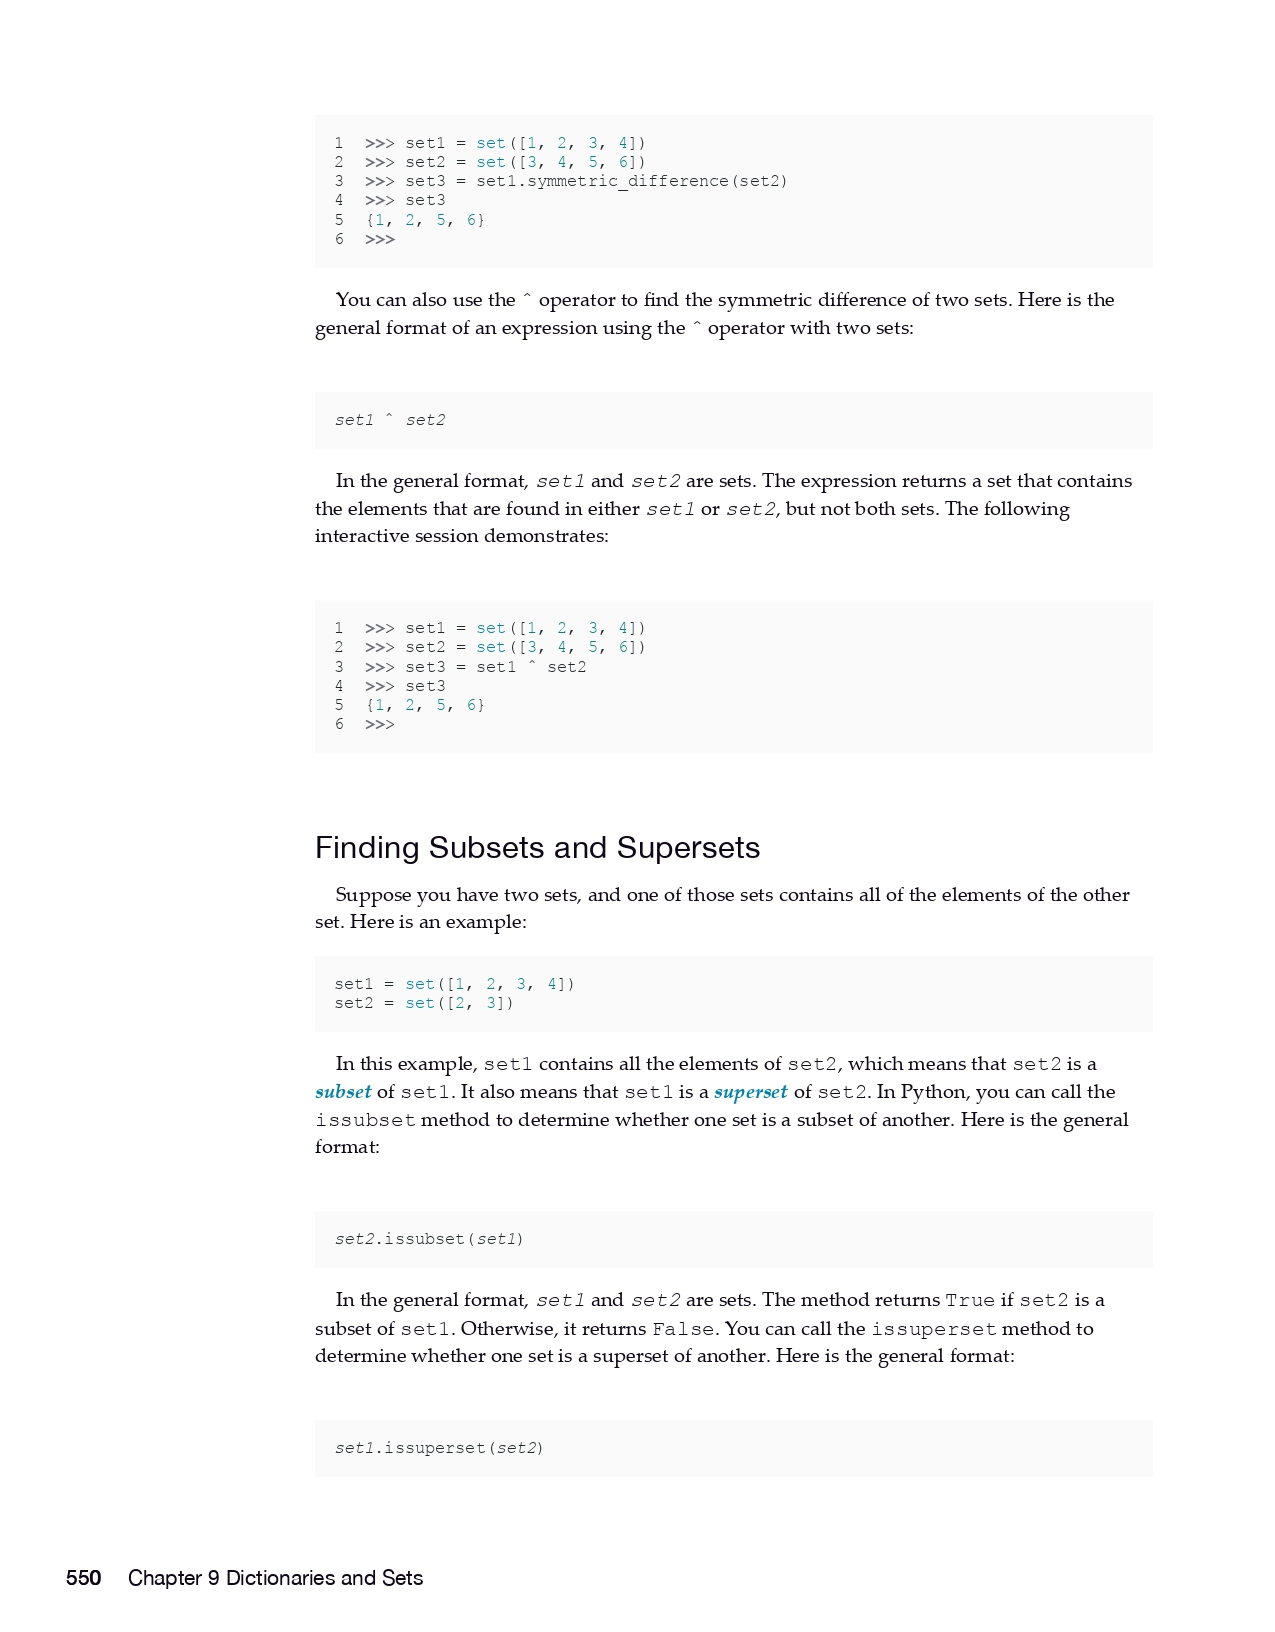 1 >>> set1 = set([1, 2, 3, 4])
2 >>> set2 = set([3, 4, 5, 6])
3 >>> set3 = set1.symmetric_difference(set2)
4 >>> set3
5 {1, 2, 5, 6}
6 >>>
You can also use the ˆ operator to find the symmetric difference of two sets. Here is the
general format of an expression using the ˆ operator with two sets:
set1 ˆ set2
In the general format, set1 and set2 are sets. The expression returns a set that contains
the elements that are found in either set1 or set2, but not both sets. The following
interactive session demonstrates:
1 >>> set1 = set([1, 2, 3, 4])
2 >>> set2 = set([3, 4, 5, 6])
3 >>> set3 = set1 ˆ set2
4 >>> set3
5 {1, 2, 5, 6}
6 >>>
Finding Subsets and Supersets
Suppose you have two sets, and one of those sets contains all of the elements of the other
set. Here is an example:
set1 = set([1, 2, 3, 4])
set2 = set([2, 3])
In this example, set1 contains all the elements of set2, which means that set2 is a
subset of set1. It also means that set1 is a superset of set2. In Python, you can call the
issubset method to determine whether one set is a subset of another. Here is the general
format:
set2.issubset(set1)
In the general format, set1 and set2 are sets. The method returns True if set2 is a
subset of set1. Otherwise, it returns False. You can call the issuperset method to
determine whether one set is a superset of another. Here is the general format:
set1.issuperset(set2)
550 Chapter 9 Dictionaries and Sets